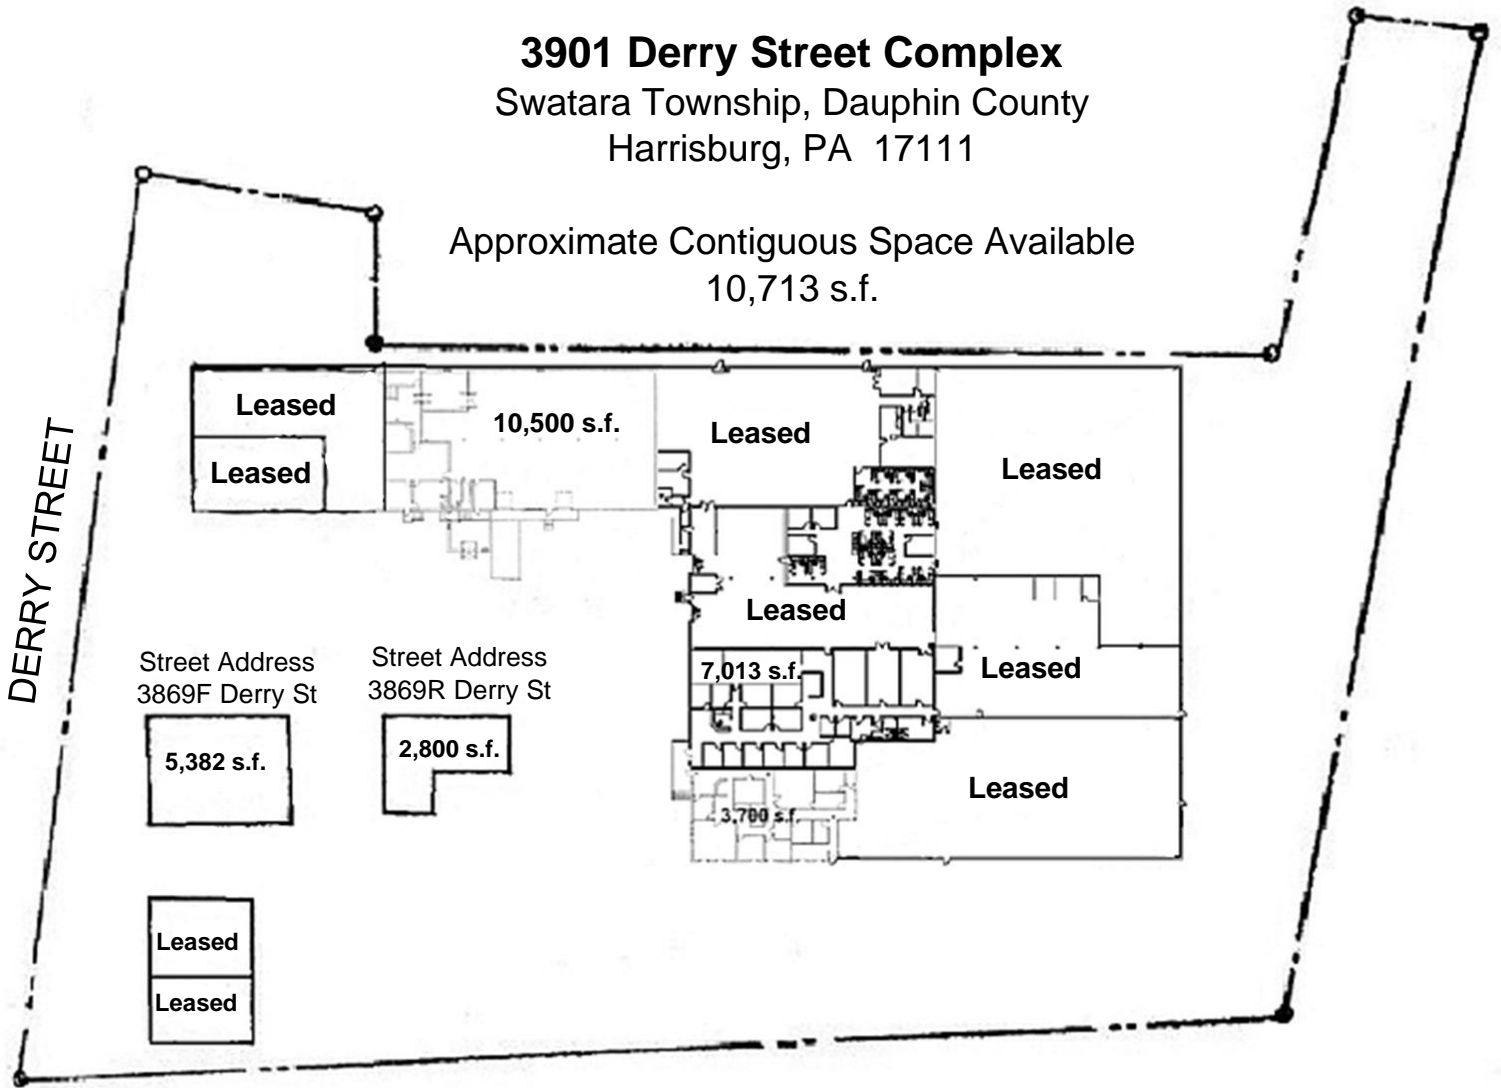 3901 Derry Street Complex
Swatara Township, Dauphin County
Harrisburg, PA 17111
Approximate Contiguous Space Available
10,713 s.f.
Leased
10,500 s.f.
Leased
Leased
Leased
Leased
DERRY STREET
Leased
Street Address
3869F Derry St
Street Address
3869R Derry St
7,013 s.f.
Leased
5,382 s.f.
2,800 s.f.
Leased
3,700 s.f.
Leased
Leased